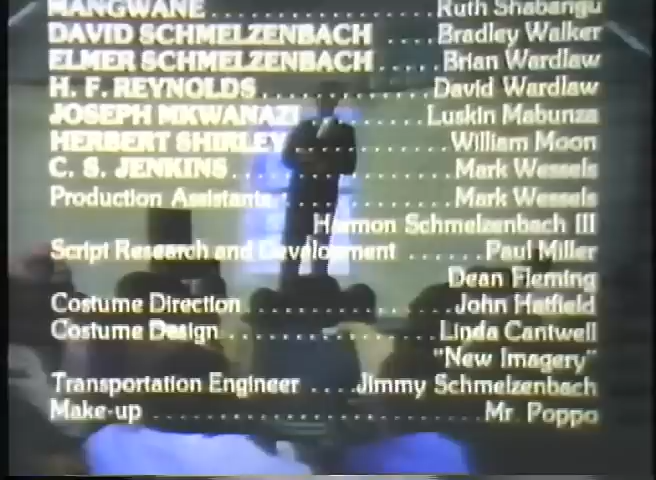 MANGWANE ..............Ruth Shabangu
DAVID SCHMELZENBACH ....Bradley Walker
ELMER SCHMELZENBACH.....Brian Wardlaw
H. F. REYNOLDS..............David Wardlaw
JOSEPH MKWANAZI..........Luskin Mabunza
HERBERT SHIRLEY............William Moon
C. S. JENKINS.................Mark Wessels
Production Assistants...........Mark Wessels
Harmon Schmelzenbach III
Script Research and Development ......Paul Miller
Dean Fleming
Costume Direction................John Hatfield
Costume Design................Linda Cantwell
"New Imagery"
Transportation Engineer ....Jimmy Schmelzenbach
Make-up ........................Mr. Poppo